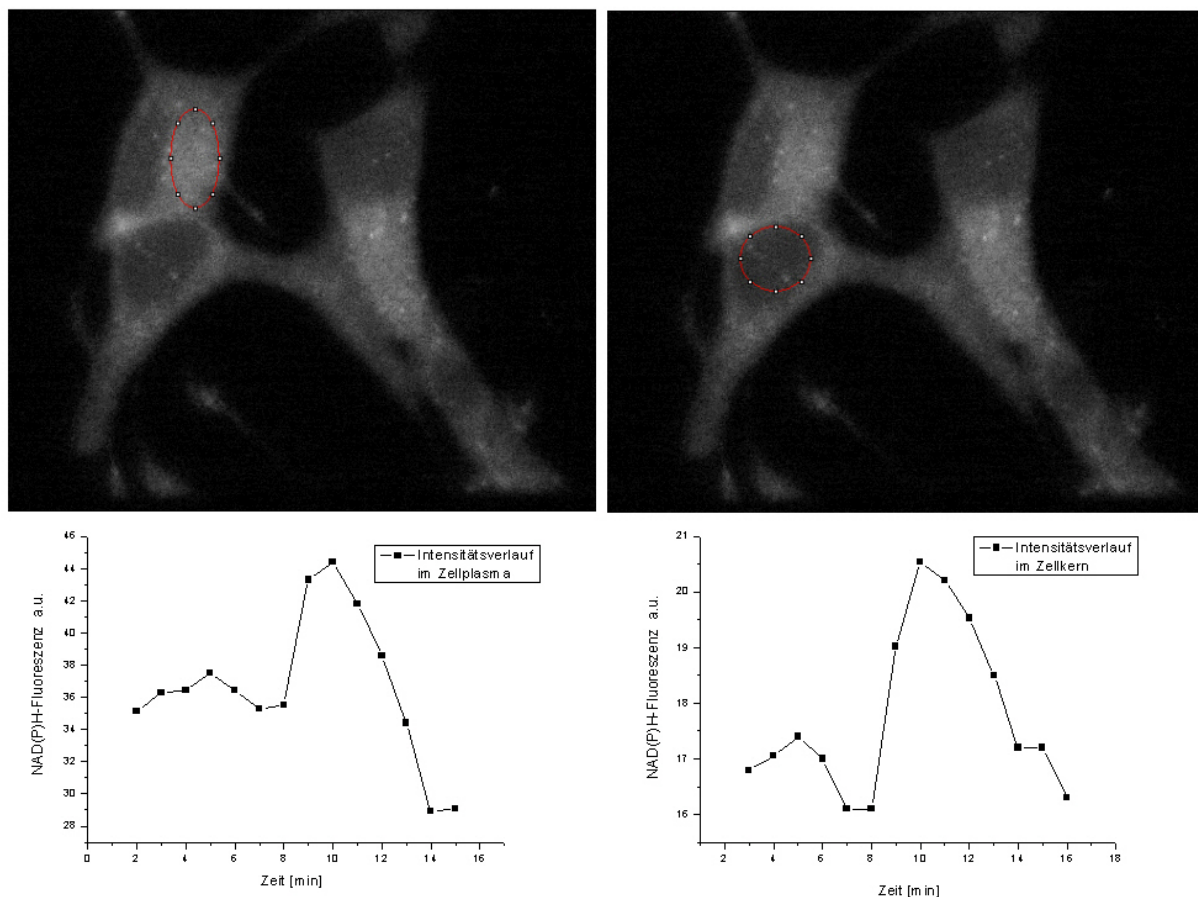 46
44
42
40
38
36
34
32
30
28
NAD(P)H-Fluoreszenz a.u.
Intensitätsverlauf
im Zellplasma
0 2 4 6 8 10 12 14 16
Zeit [min]
21
20
19
18
17
16
NAD(P)H-Fluoreszenz a.u.
Intensitätsverlauf
im Zellkern
2 4 6 8 10 12 14 16 18
Zeit [min]